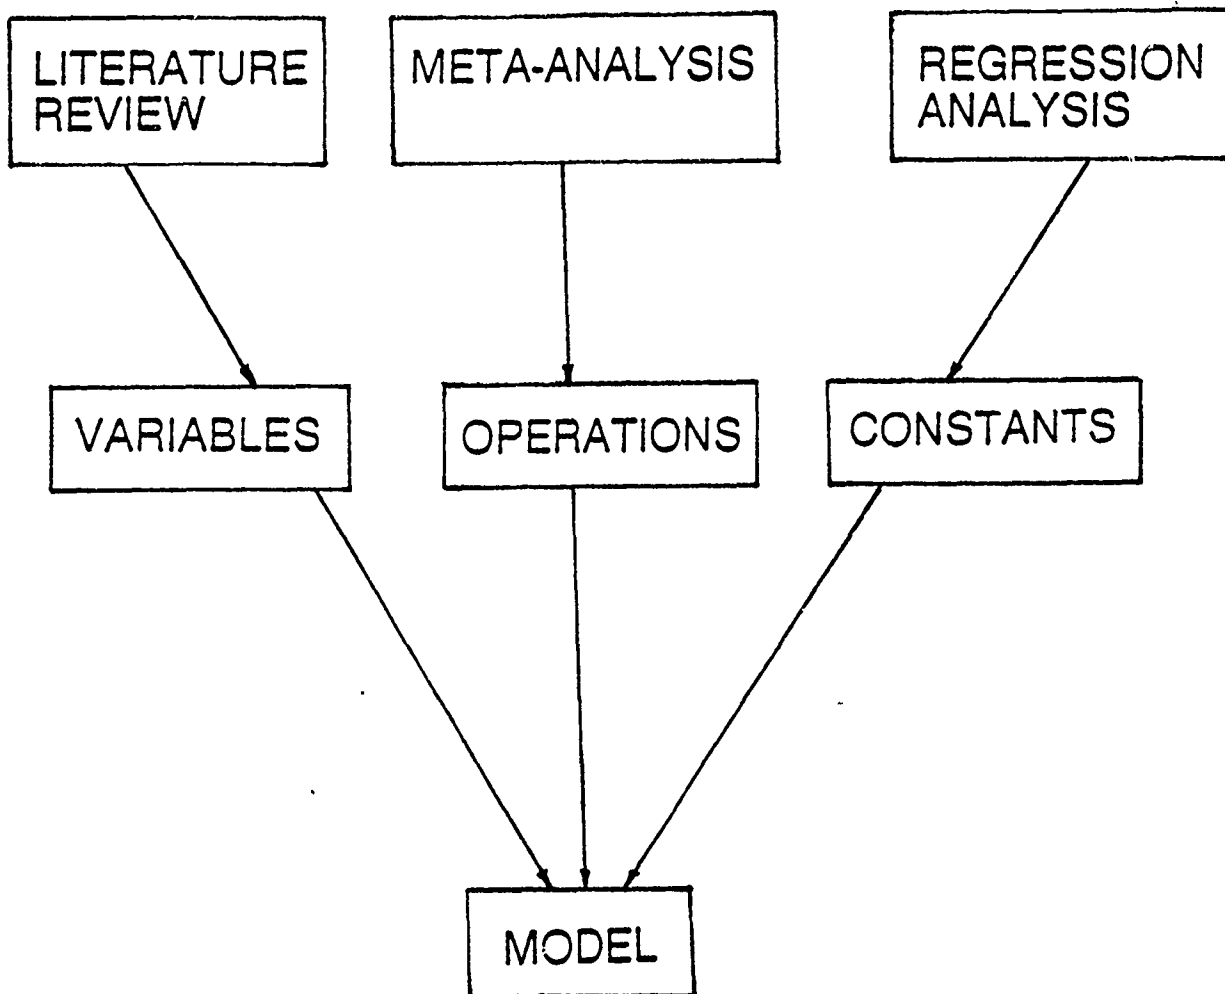 LITERATURE
REVIEW
META-ANALYSIS
REGRESSION
ANALYSIS
VARIABLES
OPERATIONS
CONSTANTS
MODEL